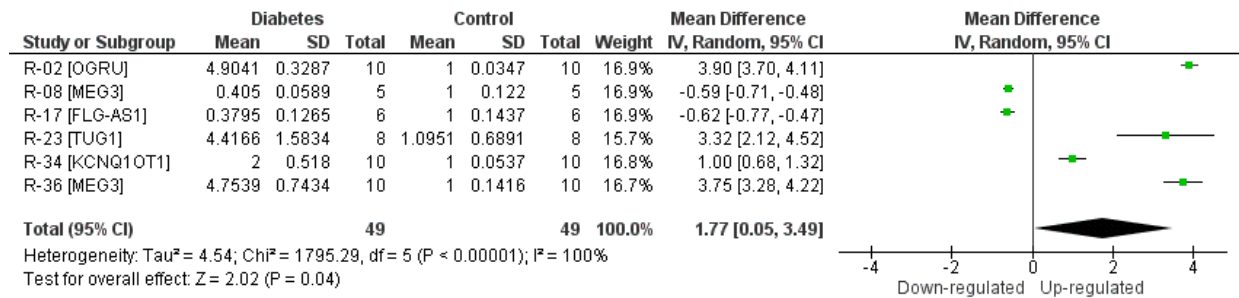 Diabetes Control Mean Difference Mean Difference
Study or Subgroup Mean SD Total Mean SD Total Weight IV, Random, 95% CI IV, Random, 95% CI
R-02 [OGRU] 4.9041 0.3287 10 1 0.0347 10 16.9% 3.90 [3.70, 4.11]
R-08 [MEG3] 0.405 0.0589 5 1 0.122 5 16.9% -0.59 [-0.71, -0.48]
R-17 [FLG-AS1] 0.3795 0.1265 6 1 0.1437 6 16.9% -0.62 [-0.77, -0.47]
R-23 [TUG1] 4.4166 1.5834 8 1.0951 0.6891 8 15.7% 3.32 [2.12, 4.52]
R-34 [KCNQ1OT1] 2 0.518 10 1 0.0537 10 16.8% 1.00 [0.68, 1.32]
R-36 [MEG3] 4.7539 0.7434 10 1 0.1416 10 16.7% 3.75 [3.28, 4.22]
Total (95% CI) 49 49 100.0% 1.77 [0.05, 3.49]
Heterogeneity: Tau² = 4.54; Chi² = 1795.29, df = 5 (P < 0.00001); I² = 100%
Test for overall effect: Z = 2.02 (P = 0.04)
-4 -2 0 2 4
Down-regulated Up-regulated